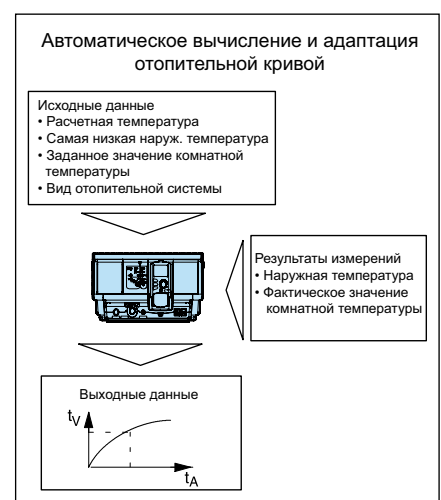 Автоматическое вычисление и адаптация
отопительной кривой
Исходные данные
• Расчетная температура
• Самая низкая наруж. температура
• Заданное значение комнатной
температуры
• Вид отопительной системы
Результаты измерений
• Наружная температура
• Фактическое значение
комнатной температуры
Выходные данные
tV
tA